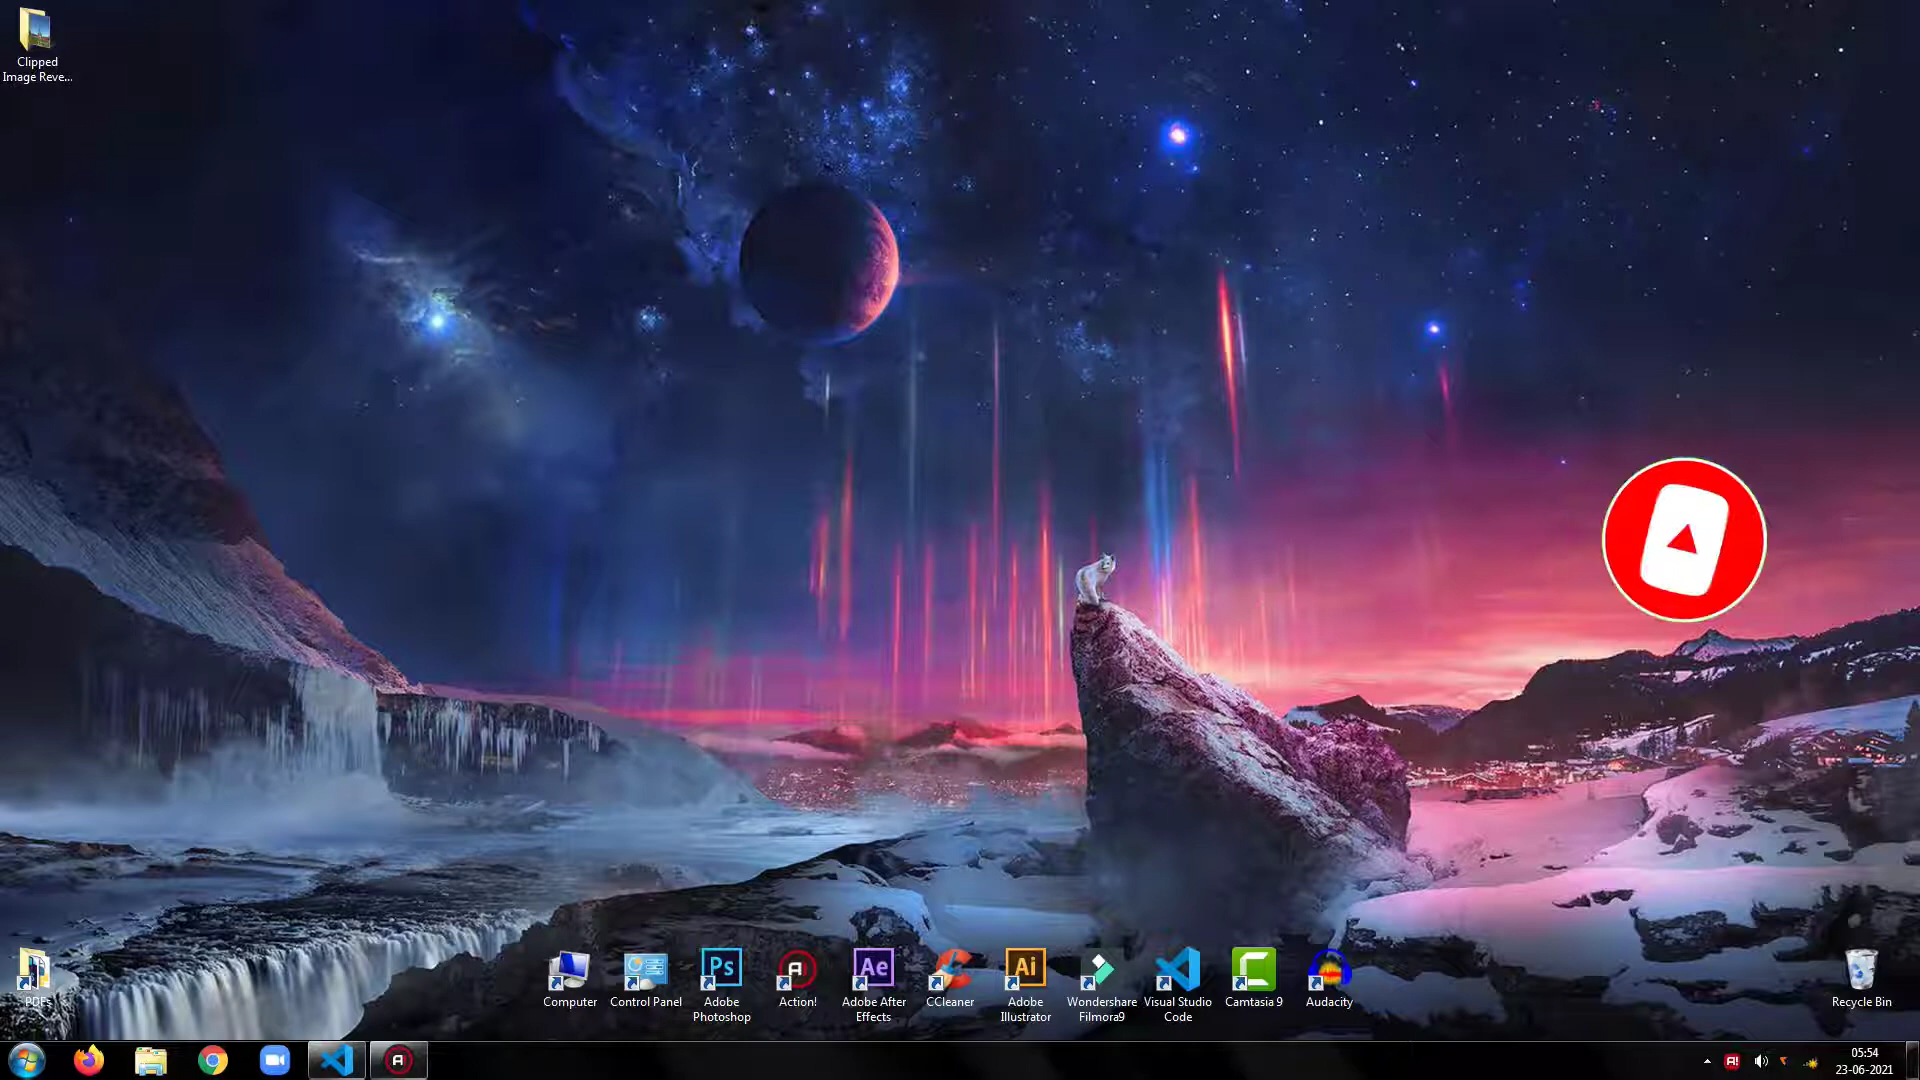 Clipped
Image Reve...
PDFs
Computer
Control Panel
Ps
Adobe
Photoshop
Action!
Ae
Adobe After
Effects
CCleaner
Ai
Adobe
Illustrator
Wondershare
Filmora9
Visual Studio
Code
Camtasia 9
Audacity
Recycle Bin
05:54
23-06-2021